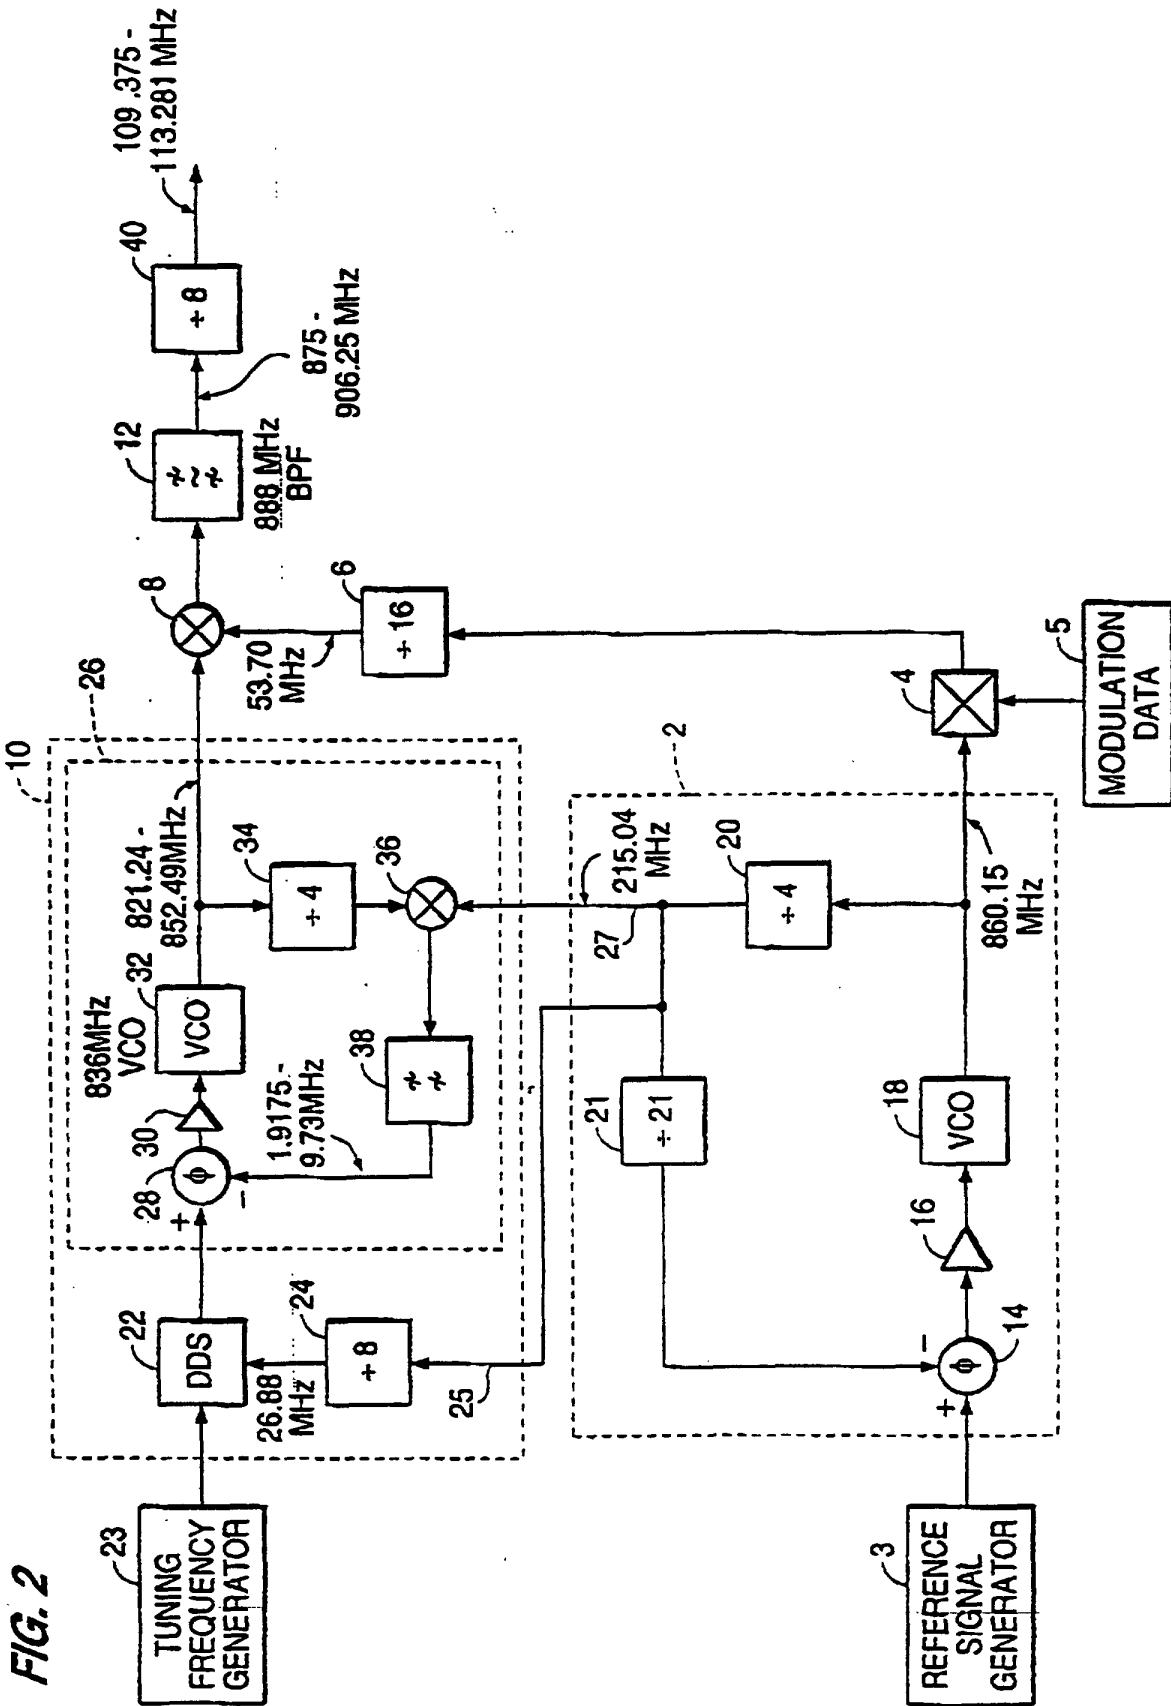 FIG. 2
23
TUNING
FREQUENCY
GENERATOR
22
DDS
26.88
MHz
24
÷ 8
25
10
26
28
ϕ
+
−
30
836MHz
VCO
32
VCO
821.24 -
852.49MHz
34
÷ 4
36
38
1.9175 -
9.73MHz
8
53.70
MHz
6
÷ 16
12
888 MHz
BPF
875 -
906.25 MHz
40
÷ 8
109.375 -
113.281 MHz
3
REFERENCE
SIGNAL
GENERATOR
2
14
ϕ
+
−
16
18
VCO
21
÷ 21
20
÷ 4
27
215.04
MHz
860.15
MHz
4
5
MODULATION
DATA